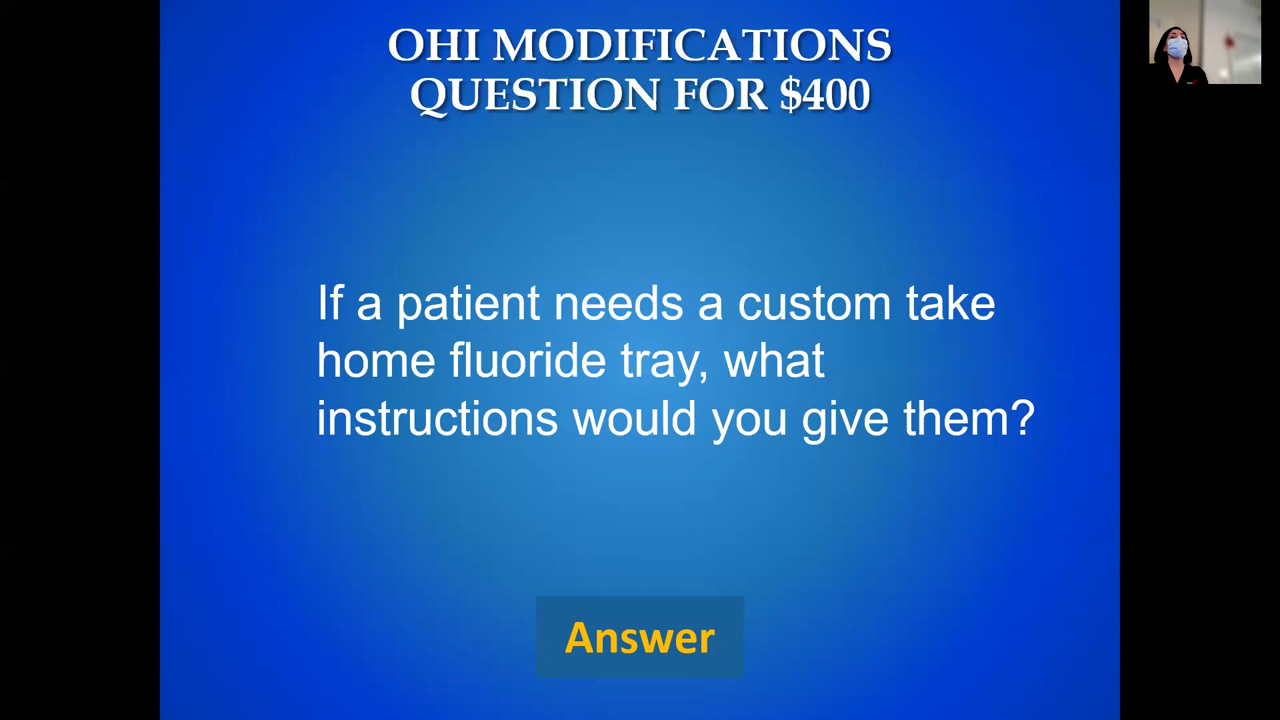 OHI MODIFICATIONS
QUESTION FOR $400
If a patient needs a custom take
home fluoride tray, what
instructions would you give them?
Answer